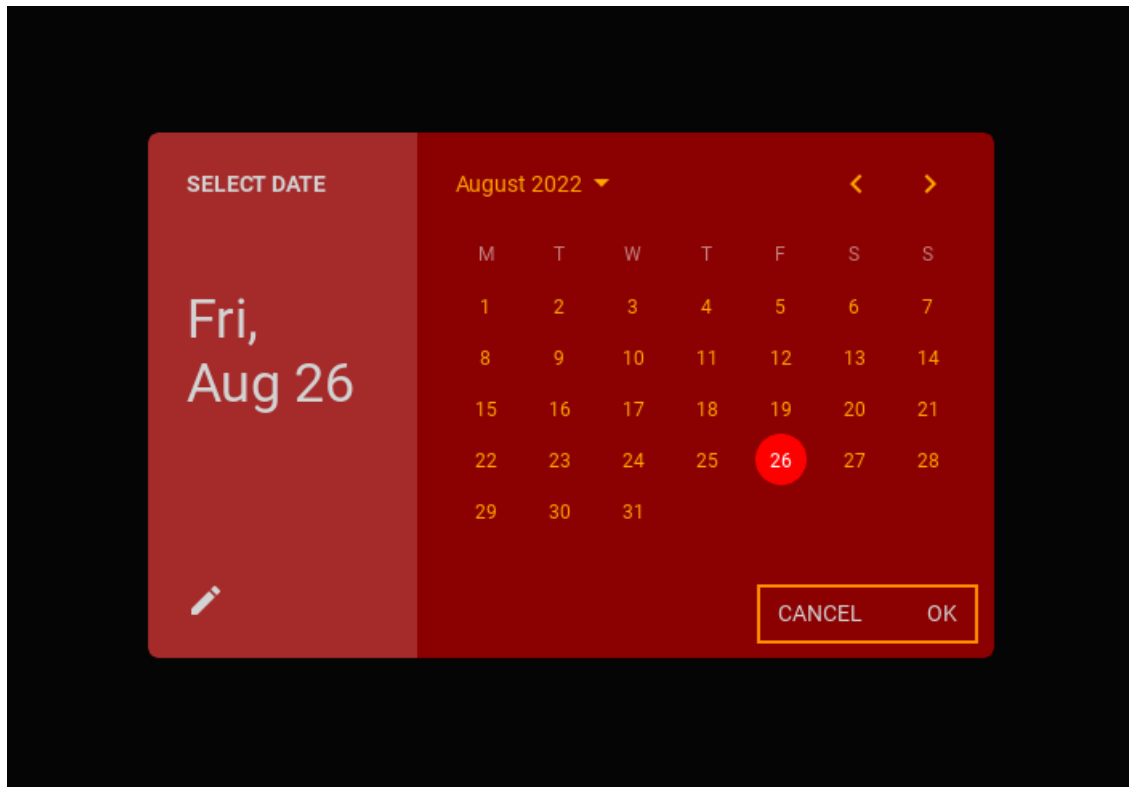 SELECT DATE
Fri,
Aug 26
August 2022
M T W T F S S
1 2 3 4 5 6 7
8 9 10 11 12 13 14
15 16 17 18 19 20 21
22 23 24 25 26 27 28
29 30 31
CANCEL OK